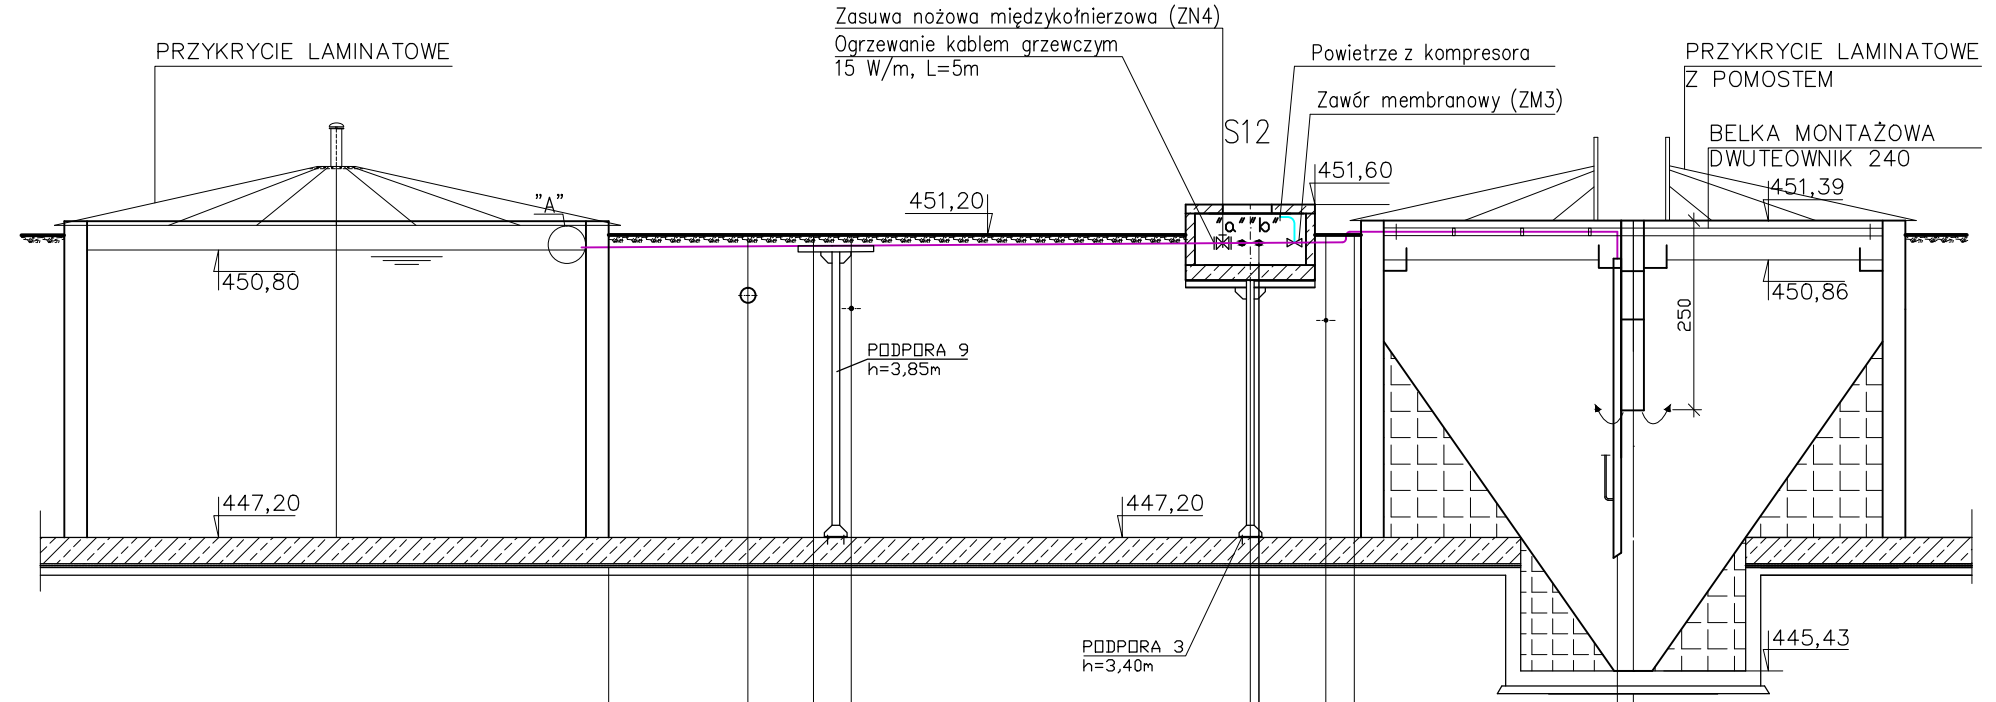 Zasuwa nożowa międzykołnierzowa (ZN4)
Ogrzewanie kablem grzewczym
15 W/m, L=5m
PRZYKRYCIE LAMINATOWE
Powietrze z kompresora
PRZYKRYCIE LAMINATOWE
Z POMOSTEM
Zawór membranowy (ZM3)
S12
BELKA MONTAŻOWA
DWUTEOWNIK 240
451,60
451,39
"A"
451,20
"a" "b"
450,80
450,86
250
PODPORA 9
h=3,85m
447,20
447,20
PODPORA 3
h=3,40m
445,43